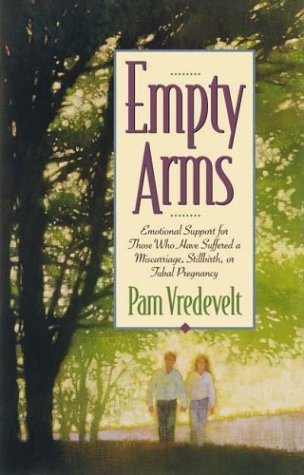 Empty
Arms
Emotional Support for
Those Who Have Suffered a
Miscarriage, Stillbirth, or
Tubal Pregnancy
Pam Vredevelt